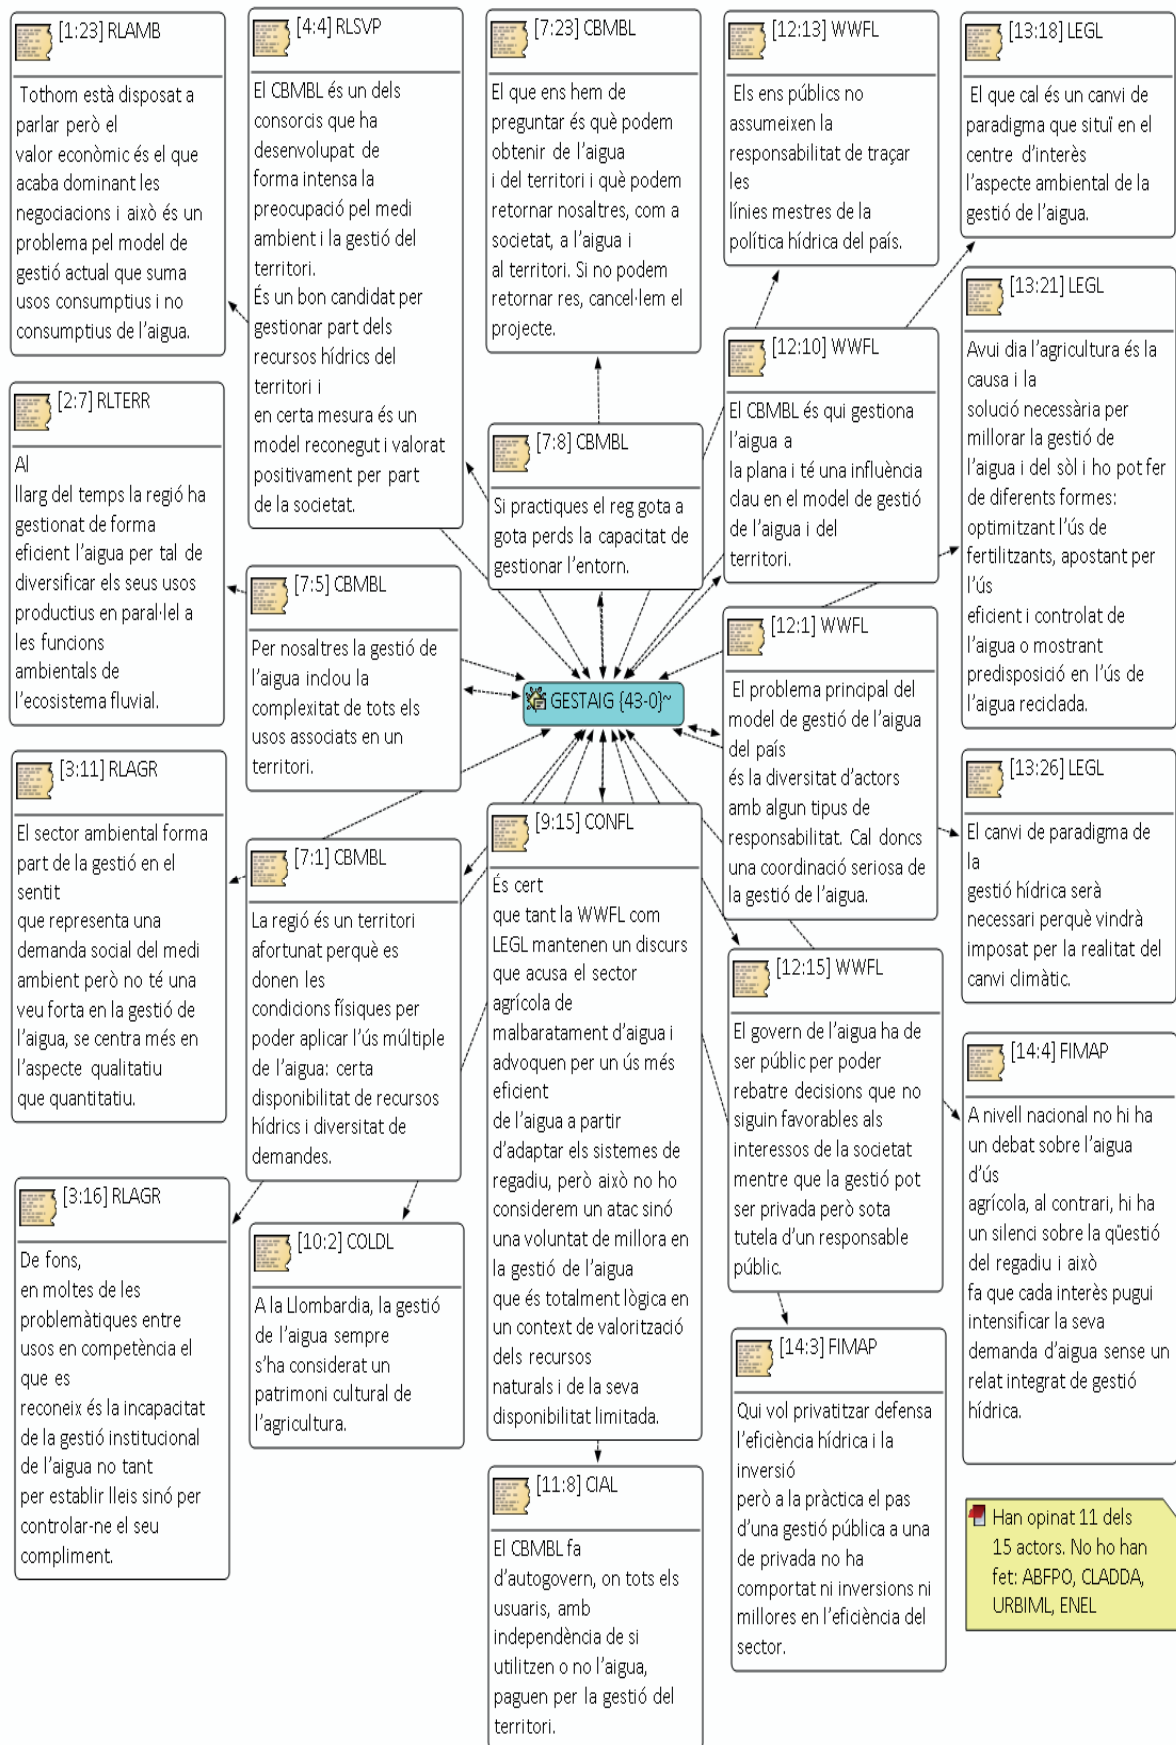 [1:23] RLAMB
Tothom està disposat a
parlar però el
valor econòmic és el que
acaba dominant les
negociacions i això és un
problema pel model de
gestió actual que suma
usos consumptius i no
consumptius de l'aigua.
[2:7] RLTERR
Al
llarg del temps la regió ha
gestionat de forma
eficient l'aigua per tal de
diversificar els seus usos
productius en paral·lel a
les funcions
ambientals de
l'ecosistema fluvial.
[3:11] RLAGR
El sector ambiental forma
part de la gestió en el
sentit
que representa una
demanda social del medi
ambient però no té una
veu forta en la gestió de
l'aigua, se centra més en
l'aspecte qualitatiu
que quantitatiu.
[3:16] RLAGR
De fons,
en moltes de les
problemàtiques entre
usos en competència el
que es
reconeix és la incapacitat
de la gestió institucional
de l'aigua no tant
per establir lleis sinó per
controlar-ne el seu
compliment.
[4:4] RLSVP
El CBMBL és un dels
consorcis que ha
desenvolupat de
forma intensa la
preocupació pel medi
ambient i la gestió del
territori.
És un bon candidat per
gestionar part dels
recursos hídrics del
territori i
en certa mesura és un
model reconegut i valorat
positivament per part
de la societat.
[7:5] CBMBL
Per nosaltres la gestió de
l'aigua inclou la
complexitat de tots els
usos associats en un
territori.
[7:1] CBMBL
La regió és un territori
afortunat perquè es
donen les
condicions físiques per
poder aplicar l'ús múltiple
de l'aigua: certa
disponibilitat de recursos
hídrics i diversitat de
demandes.
[10:2] COLDL
A la Llombardia, la gestió
de l'aigua sempre
s'ha considerat un
patrimoni cultural de
l'agricultura.
[7:23] CBMBL
El que ens hem de
preguntar és què podem
obtenir de l'aigua
i del territori i què podem
retornar nosaltres, com a
societat, a l'aigua i
al territori. Si no podem
retornar res, cancel·lem el
projecte.
[7:8] CBMBL
Si practiques el reg gota a
gota perds la capacitat de
gestionar l'entorn.
GESTAIG {43-0}~
[9:15] CONFL
És cert
que tant la WWFL com
LEGL mantenen un discurs
que acusa el sector
agrícola de
malbaratament d'aigua i
advoquen per un ús més
eficient
de l'aigua a partir
d'adaptar els sistemes de
regadiu, però això no ho
considerem un atac sinó
una voluntat de millora en
la gestió de l'aigua
que és totalment lògica en
un context de valorització
dels recursos
naturals i de la seva
disponibilitat limitada.
[11:8] CIAL
El CBMBL fa
d'autogovern, on tots els
usuaris, amb
independència de si
utilitzen o no l'aigua,
paguen per la gestió del
territori.
[12:13] WWFL
Els ens públics no
assumeixen la
responsabilitat de traçar
les
línies mestres de la
política hídrica del país.
[12:10] WWFL
El CBMBL és qui gestiona
l'aigua a
la plana i té una influència
clau en el model de gestió
de l'aigua i del
territori.
[12:1] WWFL
El problema principal del
model de gestió de l'aigua
del país
és la diversitat d'actors
amb algun tipus de
responsabilitat. Cal doncs
una coordinació seriosa de
la gestió de l'aigua.
[12:15] WWFL
El govern de l'aigua ha de
ser públic per poder
rebatre decisions que no
siguin favorables als
interessos de la societat
mentre que la gestió pot
ser privada però sota
tutela d'un responsable
públic.
[14:3] FIMAP
Qui vol privatitzar defensa
l'eficiència hídrica i la
inversió
però a la pràctica el pas
d'una gestió pública a una
de privada no ha
comportat ni inversions ni
millores en l'eficiència del
sector.
[13:18] LEGL
El que cal és un canvi de
paradigma que situï en el
centre d'interès
l'aspecte ambiental de la
gestió de l'aigua.
[13:21] LEGL
Avui dia l'agricultura és la
causa i la
solució necessària per
millorar la gestió de
l'aigua i del sòl i ho pot fer
de diferents formes:
optimitzant l'ús de
fertilitzants, apostant per
l'ús
eficient i controlat de
l'aigua o mostrant
predisposició en l'ús de
l'aigua reciclada.
[13:26] LEGL
El canvi de paradigma de
la
gestió hídrica serà
necessari perquè vindrà
imposat per la realitat del
canvi climàtic.
[14:4] FIMAP
A nivell nacional no hi ha
un debat sobre l'aigua
d'ús
agrícola, al contrari, hi ha
un silenci sobre la qüestió
del regadiu i això
fa que cada interès pugui
intensificar la seva
demanda d'aigua sense un
relat integrat de gestió
hídrica.
Han opinat 11 dels
15 actors. No ho han
fet: ABFPO, CLADDA,
URBIML, ENEL